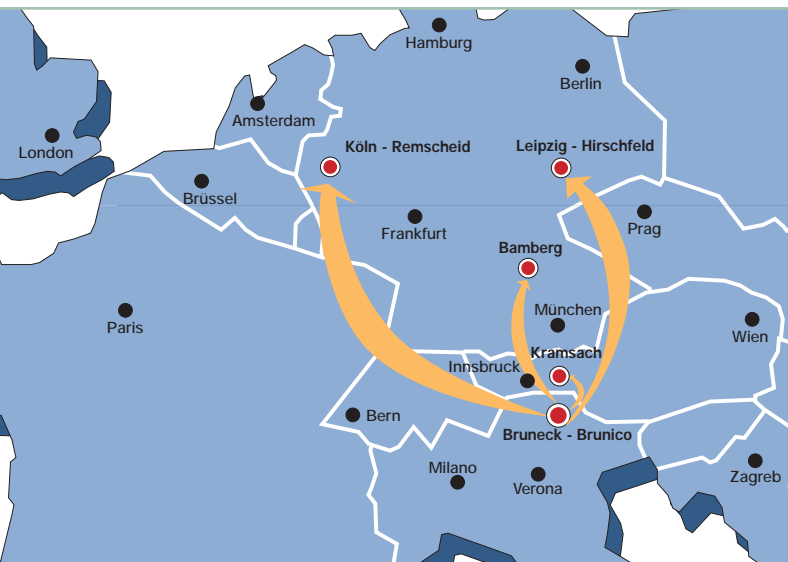 Hamburg
Berlin
Amsterdam
London
Köln - Remscheid
Leipzig - Hirschfeld
Brüssel
Prag
Frankfurt
Bamberg
München
Paris
Wien
Kramsach
Innsbruck
Bern
Bruneck - Brunico
Milano
Verona
Zagreb